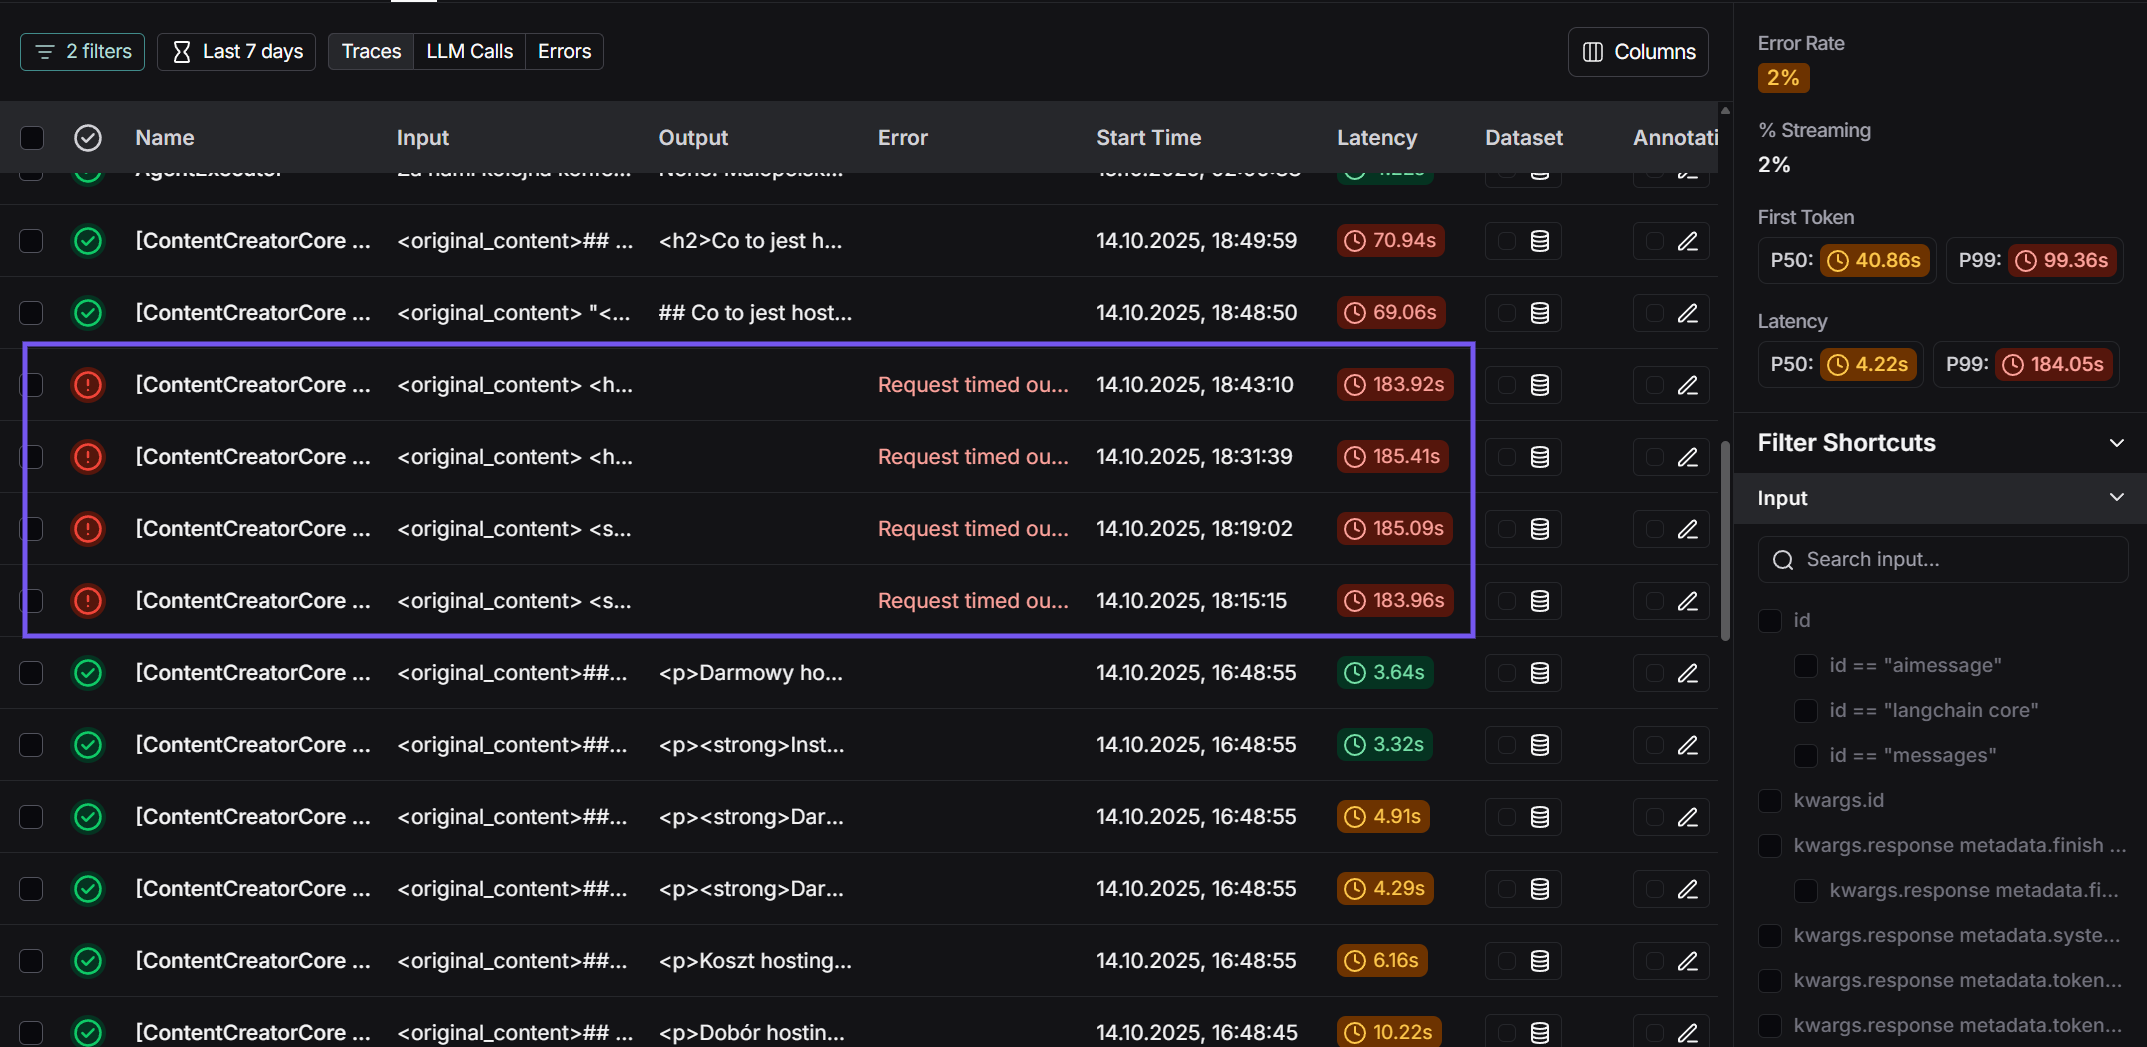 2 filters
Last 7 days
Traces
LLM Calls
Errors
Columns
Name Input Output Error Start Time Latency Dataset Annotati
[ContentCreatorCore ... <original_content>## ... <h2>Co to jest h... 14.10.2025, 18:49:59 70.94s
[ContentCreatorCore ... <original_content> "<... ## Co to jest host... 14.10.2025, 18:48:50 69.06s
[ContentCreatorCore ... <original_content> <h... Request timed ou... 14.10.2025, 18:43:10 183.92s
[ContentCreatorCore ... <original_content> <h... Request timed ou... 14.10.2025, 18:31:39 185.41s
[ContentCreatorCore ... <original_content> <s... Request timed ou... 14.10.2025, 18:19:02 185.09s
[ContentCreatorCore ... <original_content> <s... Request timed ou... 14.10.2025, 18:15:15 183.96s
[ContentCreatorCore ... <original_content>##... <p>Darmowy ho... 14.10.2025, 16:48:55 3.64s
[ContentCreatorCore ... <original_content>##... <p><strong>Inst... 14.10.2025, 16:48:55 3.32s
[ContentCreatorCore ... <original_content>##... <p><strong>Dar... 14.10.2025, 16:48:55 4.91s
[ContentCreatorCore ... <original_content>##... <p><strong>Dar... 14.10.2025, 16:48:55 4.29s
[ContentCreatorCore ... <original_content>##... <p>Koszt hosting... 14.10.2025, 16:48:55 6.16s
[ContentCreatorCore ... <original_content>## ... <p>Dobór hostin... 14.10.2025, 16:48:45 10.22s
Error Rate
2%
% Streaming
2%
First Token
P50: 40.86s P99: 99.36s
Latency
P50: 4.22s P99: 184.05s
Filter Shortcuts
Input
Search input...
id
id == "aimessage"
id == "langchain core"
id == "messages"
kwargs.id
kwargs.response metadata.finish ...
kwargs.response metadata.fi...
kwargs.response metadata.syste...
kwargs.response metadata.token...
kwargs.response metadata.token...